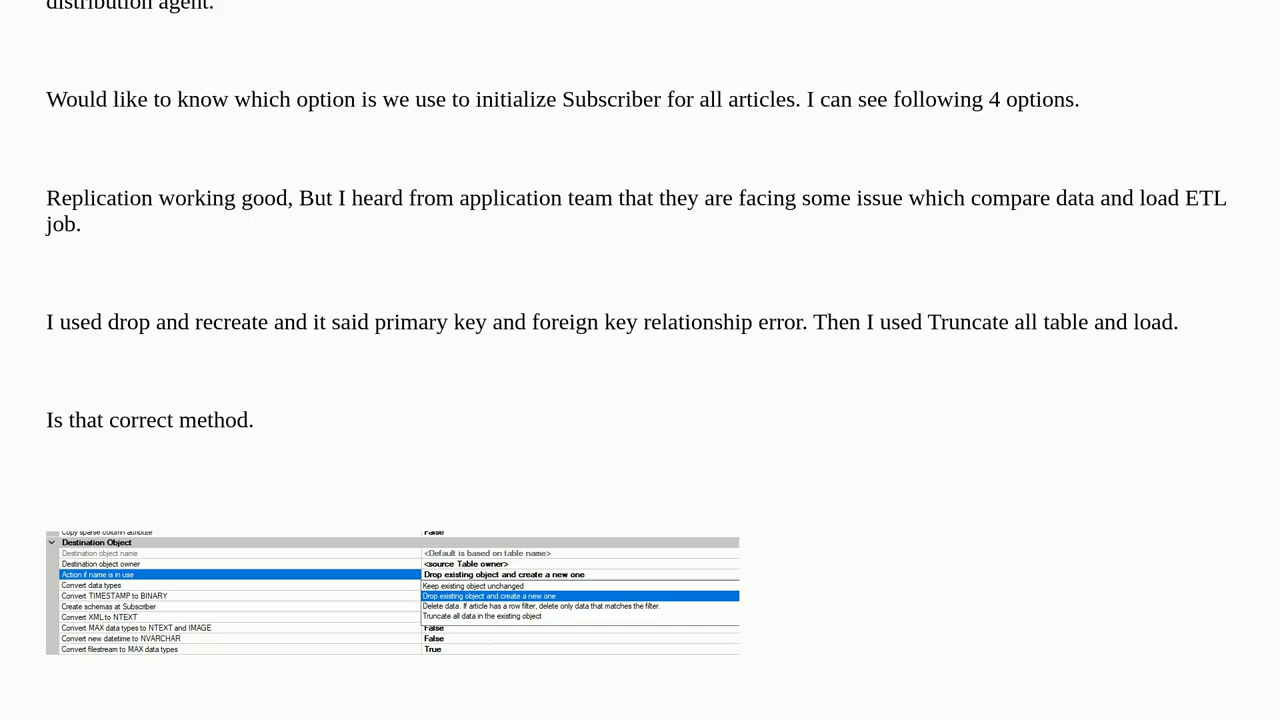 distribution agent.
Would like to know which option is we use to initialize Subscriber for all articles. I can see following 4 options.
Replication working good, But I heard from application team that they are facing some issue which compare data and load ETL
job.
I used drop and recreate and it said primary key and foreign key relationship error. Then I used Truncate all table and load.
Is that correct method.
Copy sparse column attribute False
Destination Object
Destination object name <Default is based on table name>
Destination object owner <source Table owner>
Action if name is in use Drop existing object and create a new one
Convert data types Keep existing object unchanged
Convert TIMESTAMP to BINARY Drop existing object and create a new one
Create schemas at Subscriber Delete data. If article has a row filter, delete only data that matches the filter.
Convert XML to NTEXT Truncate all data in the existing object
Convert MAX data types to NTEXT and IMAGE False
Convert new datetime to NVARCHAR False
Convert filestream to MAX data types True